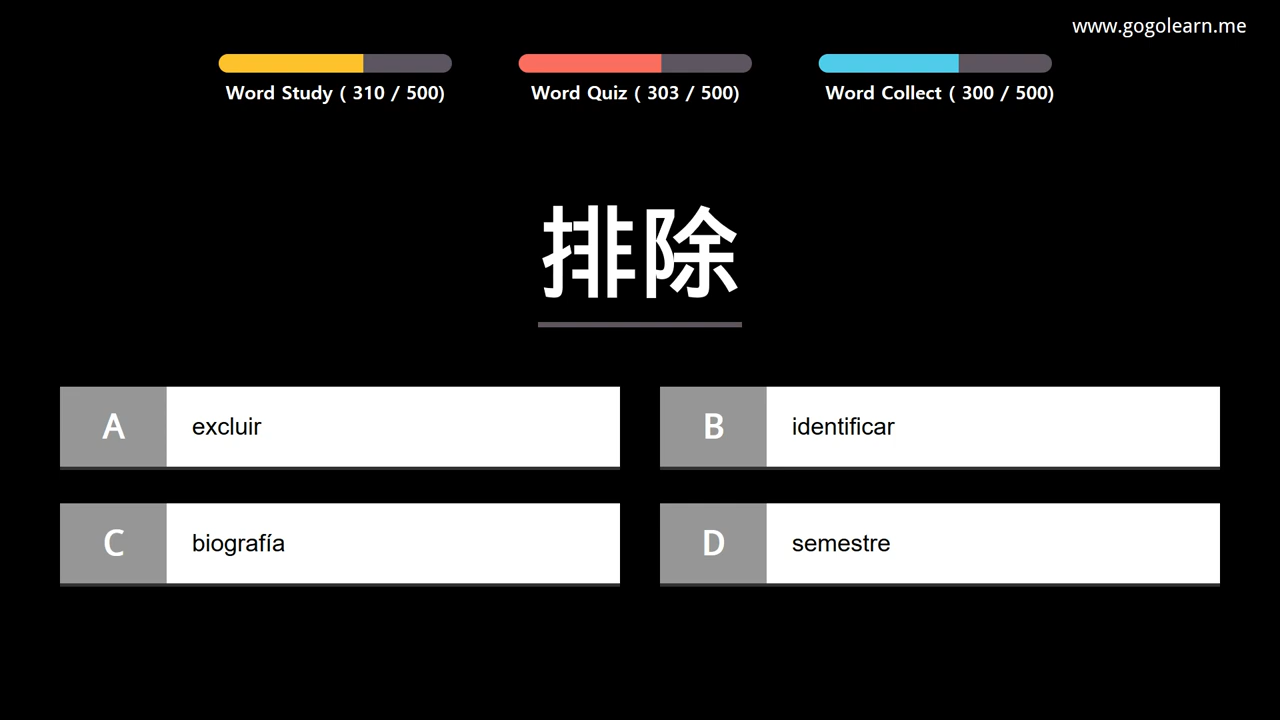 www.gogolearn.me
Word Study ( 310 / 500)
Word Quiz ( 303 / 500)
Word Collect ( 300 / 500)
排除
A excluir
B identificar
C biografía
D semestre